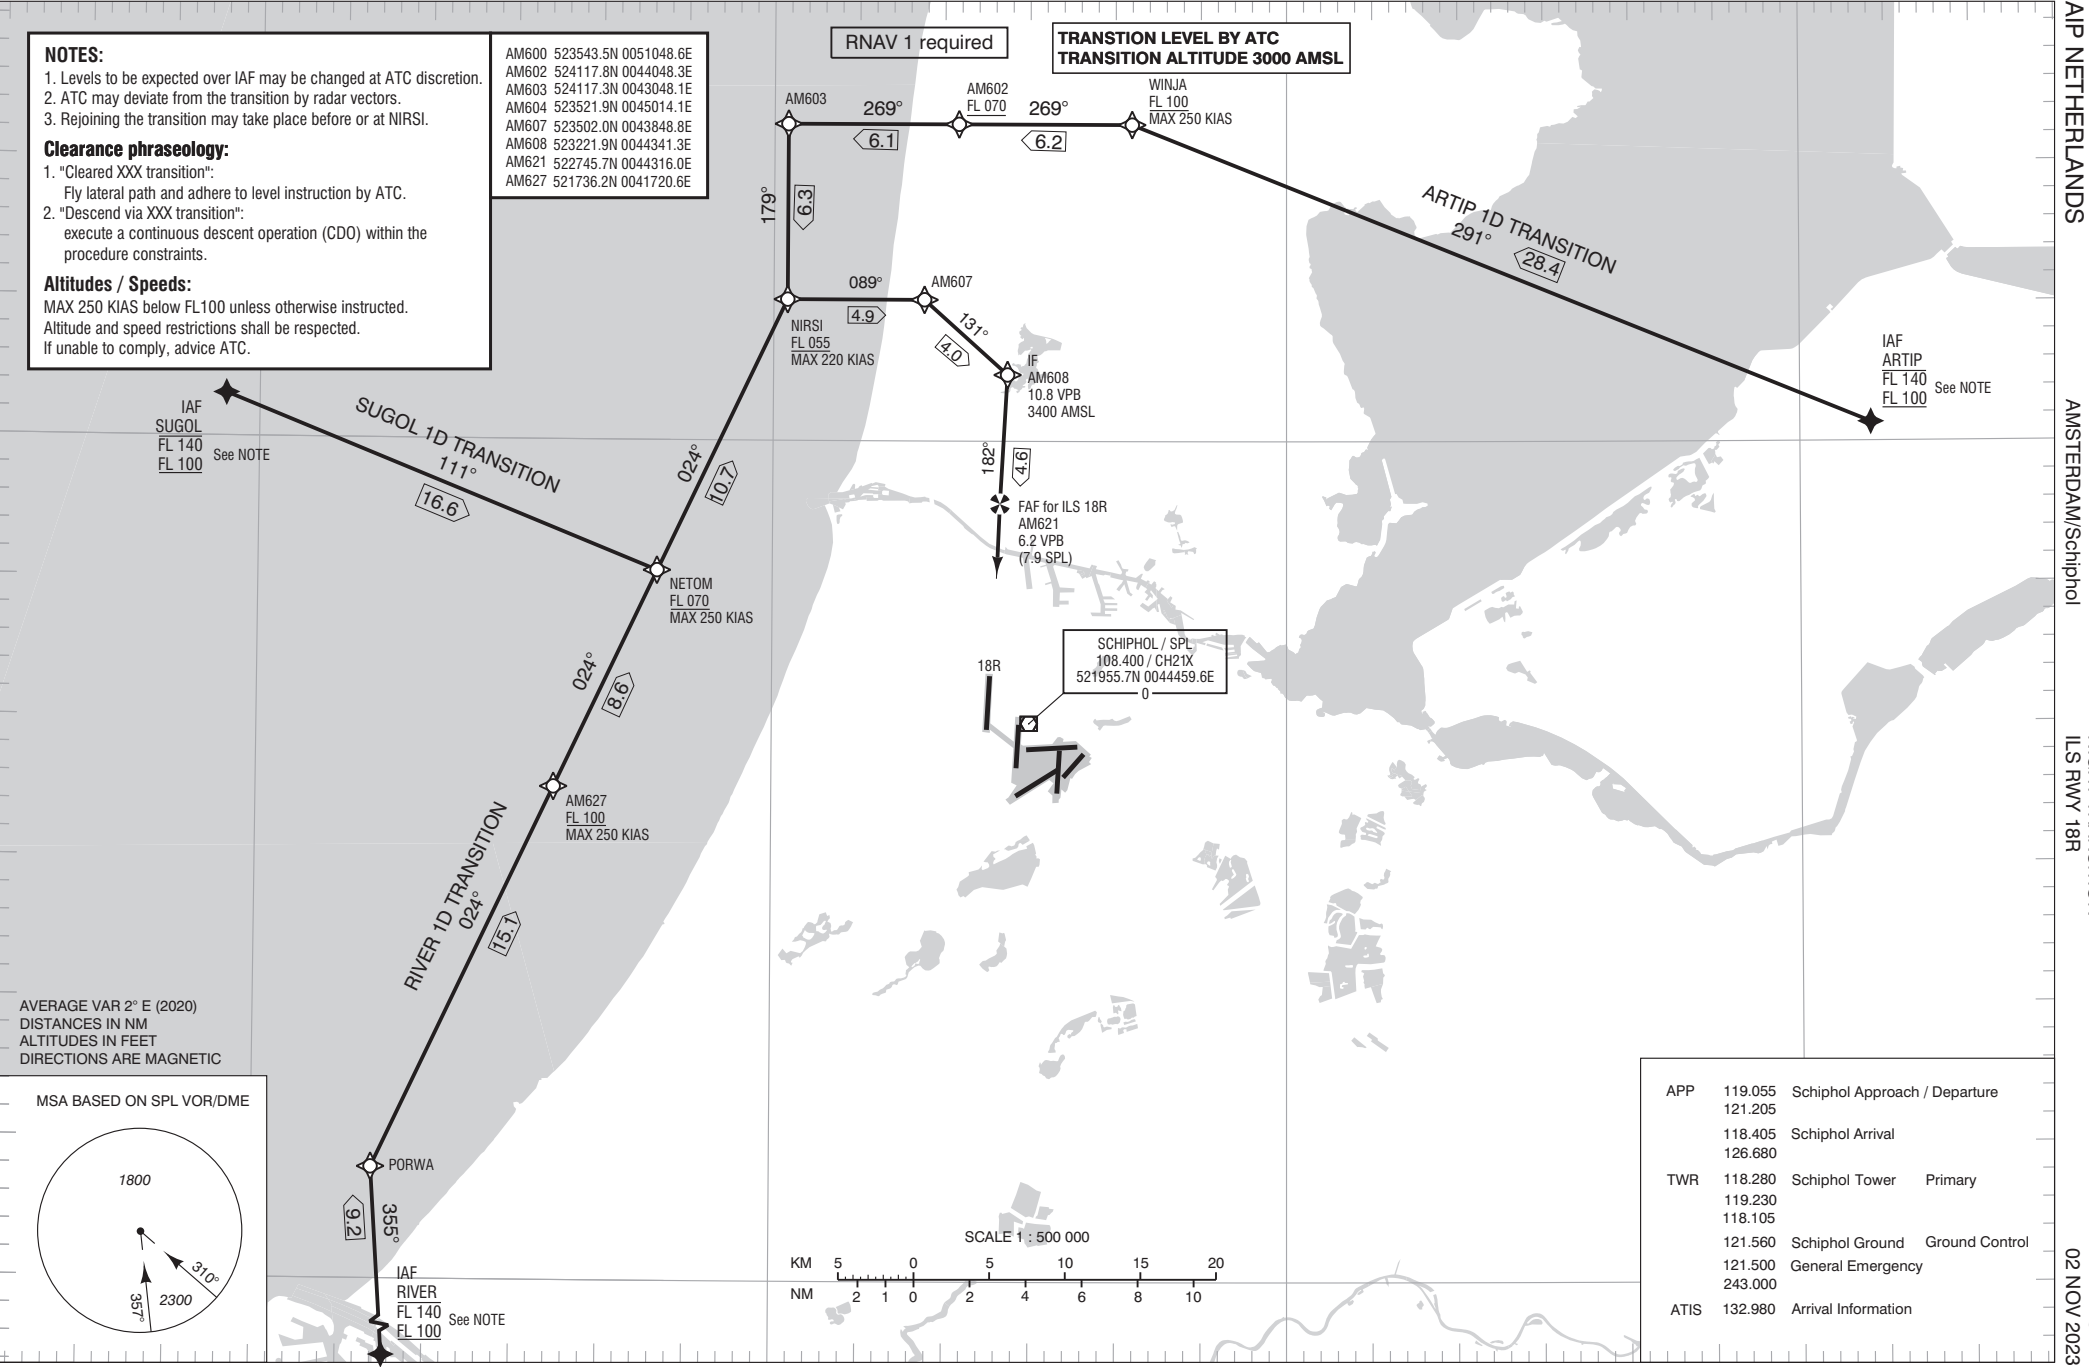 NOTES:
1. Levels to be expected over IAF may be changed at ATC discretion.
2. ATC may deviate from the transition by radar vectors.
3. Rejoining the transition may take place before or at NIRSI.
Clearance phraseology:
1. "Cleared XXX transition":
Fly lateral path and adhere to level instruction by ATC.
2. "Descend via XXX transition":
execute a continuous descent operation (CDO) within the
procedure constraints.
Altitudes / Speeds:
MAX 250 KIAS below FL100 unless otherwise instructed.
Altitude and speed restrictions shall be respected.
If unable to comply, advice ATC.
AM600 523543.5N 0051048.6E
AM602 524117.8N 0044048.3E
AM603 524117.3N 0043048.1E
AM604 523521.9N 0045014.1E
AM607 523502.0N 0043848.8E
AM608 523221.9N 0044341.3E
AM621 522745.7N 0044316.0E
AM627 521736.2N 0041720.6E
RNAV 1 required
TRANSTION LEVEL BY ATC
TRANSITION ALTITUDE 3000 AMSL
AM603
269°
6.1
AM602
FL 070
269°
6.2
WINJA
FL 100
MAX 250 KIAS
179°
6.3
ARTIP 1D TRANSITION
291°
28.4
IAF
ARTIP
FL 140
FL 100
See NOTE
089°
4.9
AM607
NIRSI
FL 055
MAX 220 KIAS
131°
4.0
IF
AM608
10.8 VPB
3400 AMSL
182°
4.6
FAF for ILS 18R
AM621
6.2 VPB
(7.9 SPL)
IAF
SUGOL
FL 140
FL 100
See NOTE
SUGOL 1D TRANSITION
111°
16.6
024°
10.7
NETOM
FL 070
MAX 250 KIAS
024°
8.6
AM627
FL 100
MAX 250 KIAS
RIVER 1D TRANSITION
024°
15.1
PORWA
9.2
355°
IAF
RIVER
FL 140
FL 100
See NOTE
18R
SCHIPHOL / SPL
108.400 / CH21X
521955.7N 0044459.6E
0
AVERAGE VAR 2° E (2020)
DISTANCES IN NM
ALTITUDES IN FEET
DIRECTIONS ARE MAGNETIC
MSA BASED ON SPL VOR/DME
1800
310°
357°
2300
SCALE 1 : 500 000
KM 5 0 5 10 15 20
NM 2 1 0 2 4 6 8 10
APP 119.055 Schiphol Approach / Departure
121.205
118.405 Schiphol Arrival
126.680
TWR 118.280 Schiphol Tower Primary
119.230
118.105
121.560 Schiphol Ground Ground Control
121.500 General Emergency
243.000
ATIS 132.980 Arrival Information
AIP NETHERLANDS
AMSTERDAM/Schiphol
ILS RWY 18R
02 NOV 2023